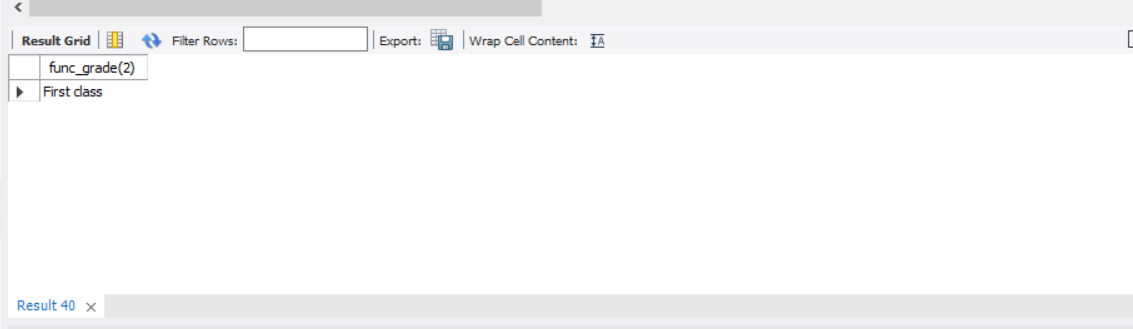 Result Grid Filter Rows: Export: Wrap Cell Content:
func_grade(2)
First class
Result 40